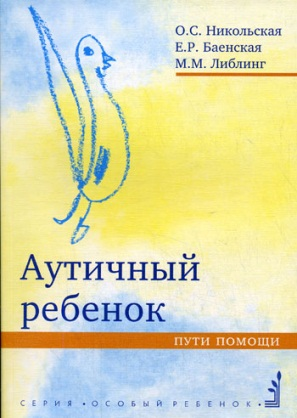 О.С. Никольская
Е.Р. Баенская
М.М. Либлинг
Аутичный
ребенок
ПУТИ ПОМОЩИ
СЕРИЯ •ОСОБЫЙ РЕБЕНОК•